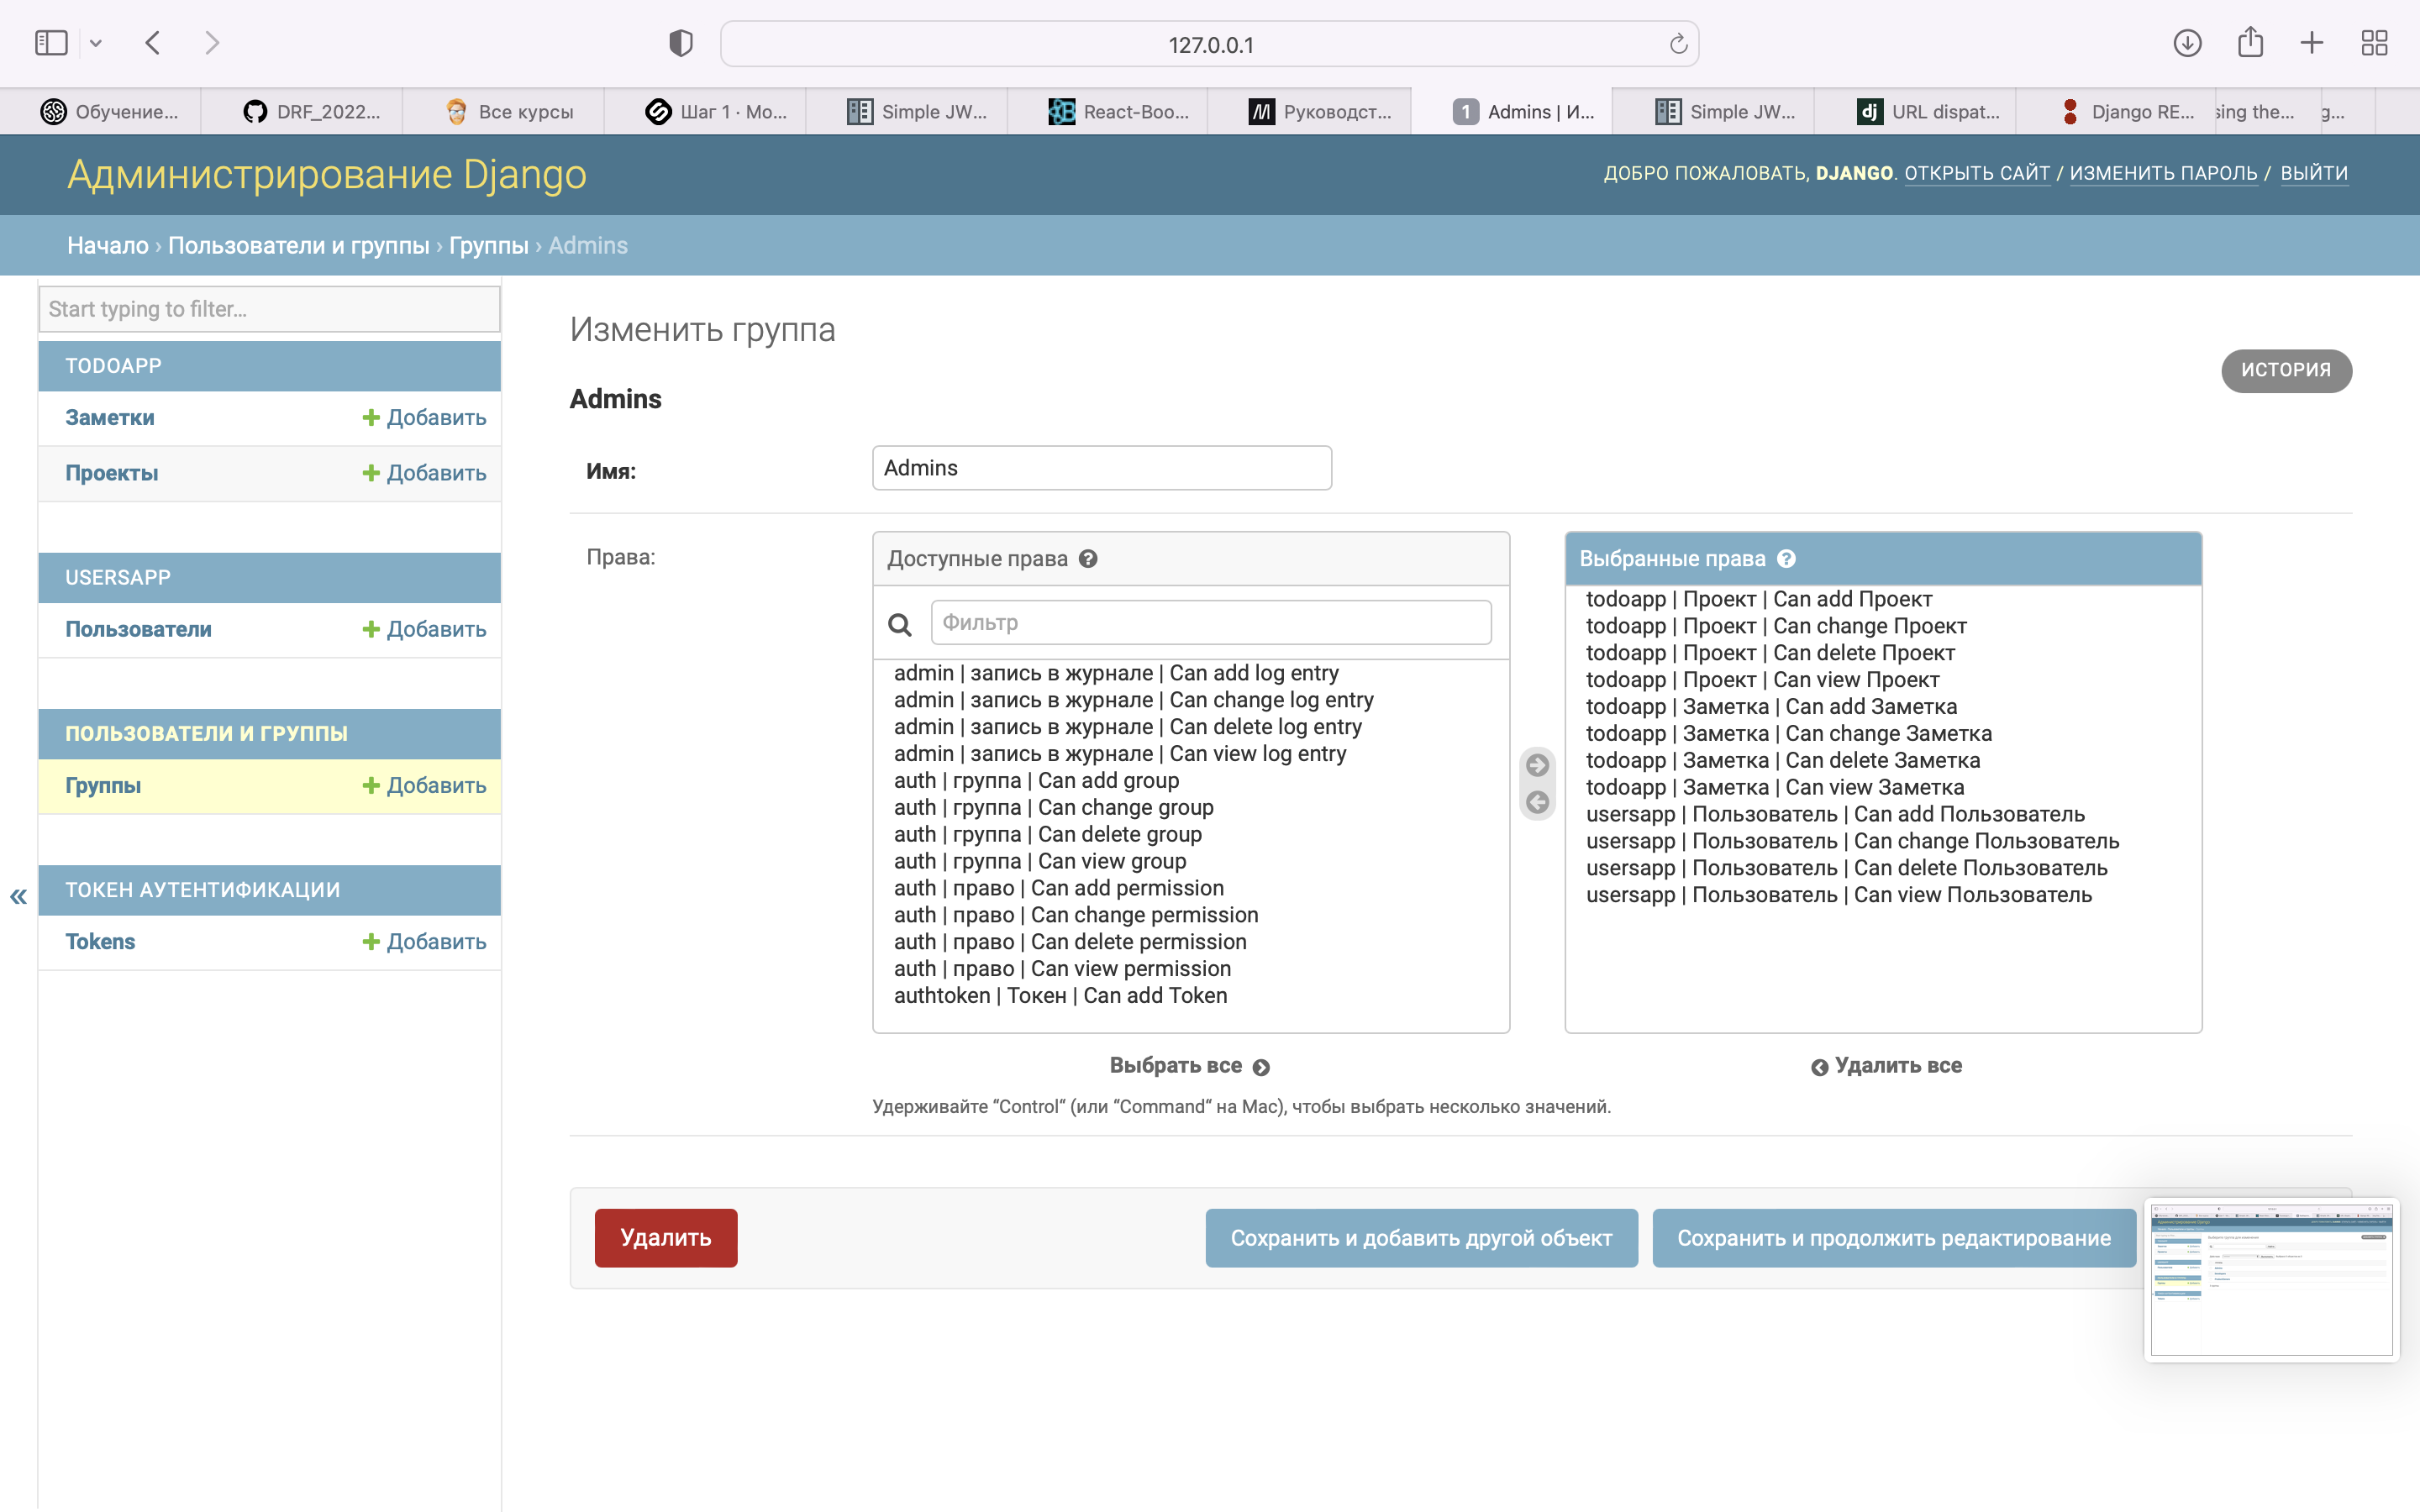 127.0.0.1
Обучение...
DRF_2022...
Все курсы
Шаг 1 · Mo...
Simple JW...
React-Boo...
Руководст...
1 Admins | И...
Simple JW...
dj URL dispat...
Django RE...
sing the...
g...
Администрирование Django
ДОБРО ПОЖАЛОВАТЬ, DJANGO. ОТКРЫТЬ САЙТ / ИЗМЕНИТЬ ПАРОЛЬ / ВЫЙТИ
Начало › Пользователи и группы › Группы › Admins
Start typing to filter...
TODOAPP
Заметки + Добавить
Проекты + Добавить
USERSAPP
Пользователи + Добавить
ПОЛЬЗОВАТЕЛИ И ГРУППЫ
Группы + Добавить
ТОКЕН АУТЕНТИФИКАЦИИ
Tokens + Добавить
«
Изменить группа
ИСТОРИЯ
Admins
Имя: Admins
Права:
Доступные права ?
Фильтр
admin | запись в журнале | Can add log entry
admin | запись в журнале | Can change log entry
admin | запись в журнале | Can delete log entry
admin | запись в журнале | Can view log entry
auth | группа | Can add group
auth | группа | Can change group
auth | группа | Can delete group
auth | группа | Can view group
auth | право | Can add permission
auth | право | Can change permission
auth | право | Can delete permission
auth | право | Can view permission
authtoken | Токен | Can add Token
Выбрать все
Выбранные права ?
todoapp | Проект | Can add Проект
todoapp | Проект | Can change Проект
todoapp | Проект | Can delete Проект
todoapp | Проект | Can view Проект
todoapp | Заметка | Can add Заметка
todoapp | Заметка | Can change Заметка
todoapp | Заметка | Can delete Заметка
todoapp | Заметка | Can view Заметка
usersapp | Пользователь | Can add Пользователь
usersapp | Пользователь | Can change Пользователь
usersapp | Пользователь | Can delete Пользователь
usersapp | Пользователь | Can view Пользователь
Удалить все
Удерживайте “Control“ (или “Command“ на Mac), чтобы выбрать несколько значений.
Удалить
Сохранить и добавить другой объект
Сохранить и продолжить редактирование